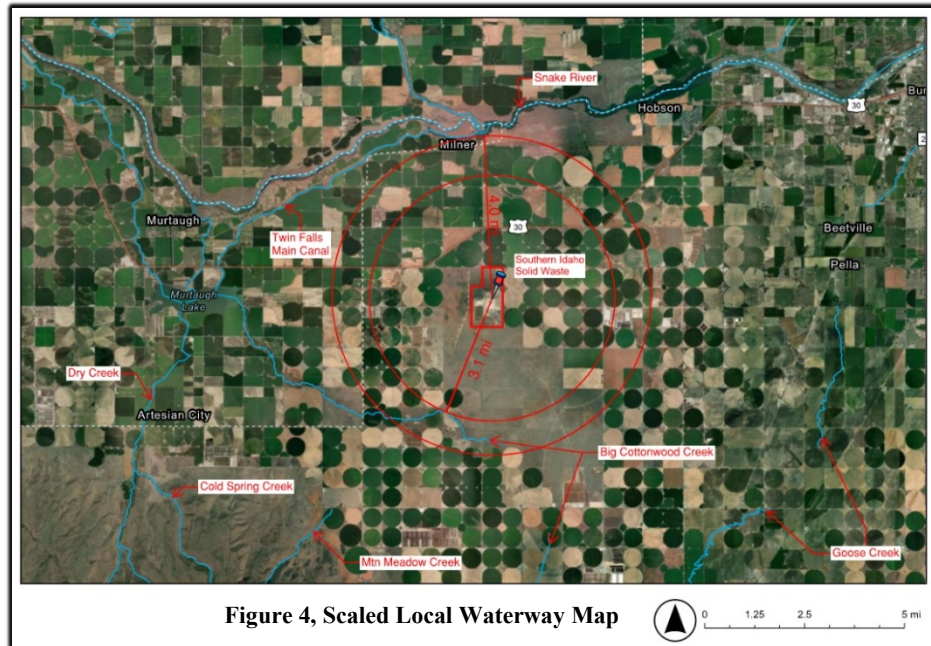 Snake River
Hobson
30
Bur
2
Milner
Murtaugh
4.0 m
30
Beetville
Twin Falls
Main Canal
Southern Idaho
Solid Waste
Pella
Murtaugh
Lake
3.1 mi
Dry Creek
Artesian City
Big Cottonwood Creek
Cold Spring Creek
Mtn Meadow Creek
Goose Creek
Figure 4, Scaled Local Waterway Map
0 1.25 2.5 5 mi